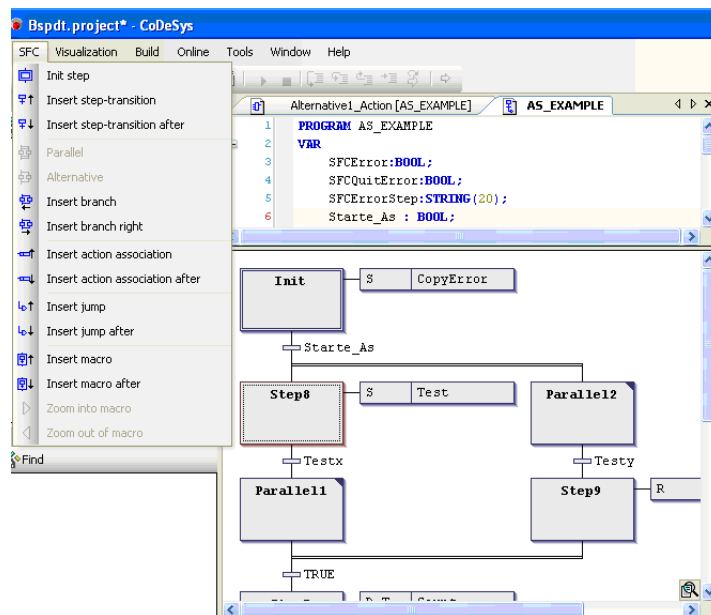 Bspdt.project* - CoDeSys
SFC Visualization Build Online Tools Window Help
Init step
Insert step-transition
Insert step-transition after
Parallel
Alternative
Insert branch
Insert branch right
Insert action association
Insert action association after
Insert jump
Insert jump after
Insert macro
Insert macro after
Zoom into macro
Zoom out of macro
Find
Alternative1_Action [AS_EXAMPLE] AS_EXAMPLE
1 PROGRAM AS_EXAMPLE
2 VAR
3 SFCError:BOOL;
4 SFCQuitError:BOOL;
5 SFCErrorStep:STRING(20);
6 Starte_As : BOOL;
Init S CopyError
Starte_As
Step8 S Test Parallel2
Testx Testy
Parallel1 Step9 R
TRUE